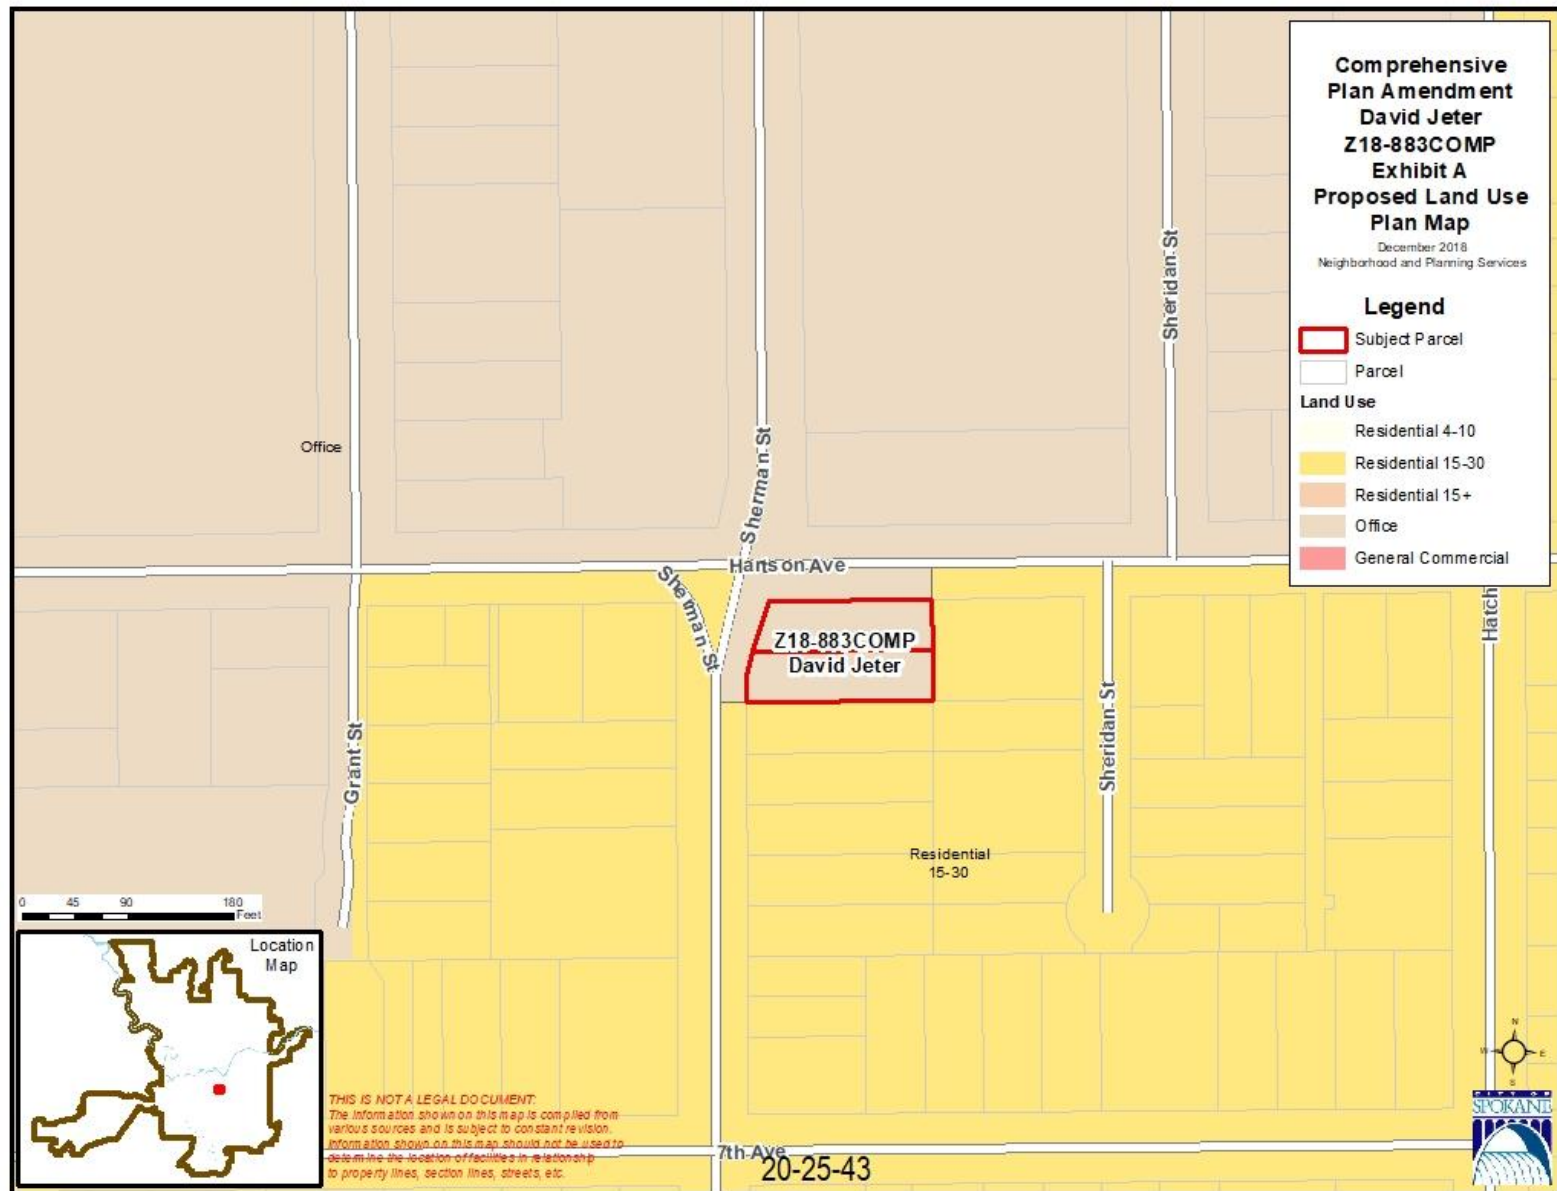 Comprehensive
Plan Amendment
David Jeter
Z18-883COMP
Exhibit A
Proposed Land Use
Plan Map
December 2018
Neighborhood and Planning Services
Legend
Subject Parcel
Parcel
Land Use
Residential 4-10
Residential 15-30
Residential 15+
Office
General Commercial
Sheridan St
Sherman St
Office
Hartson Ave
Sherman St
Z18-883COMP
David Jeter
Hatch
Grant St
Sheridan St
Residential
15-30
0 45 90 180
Feet
Location
Map
N
W E
S
CITY OF
SPOKANE
THIS IS NOT A LEGAL DOCUMENT:
The information shown on this map is compiled from
various sources and is subject to constant revision.
Information shown on this map should not be used to
determine the location of facilities in relationship
to property lines, section lines, streets, etc.
7th Ave
20-25-43